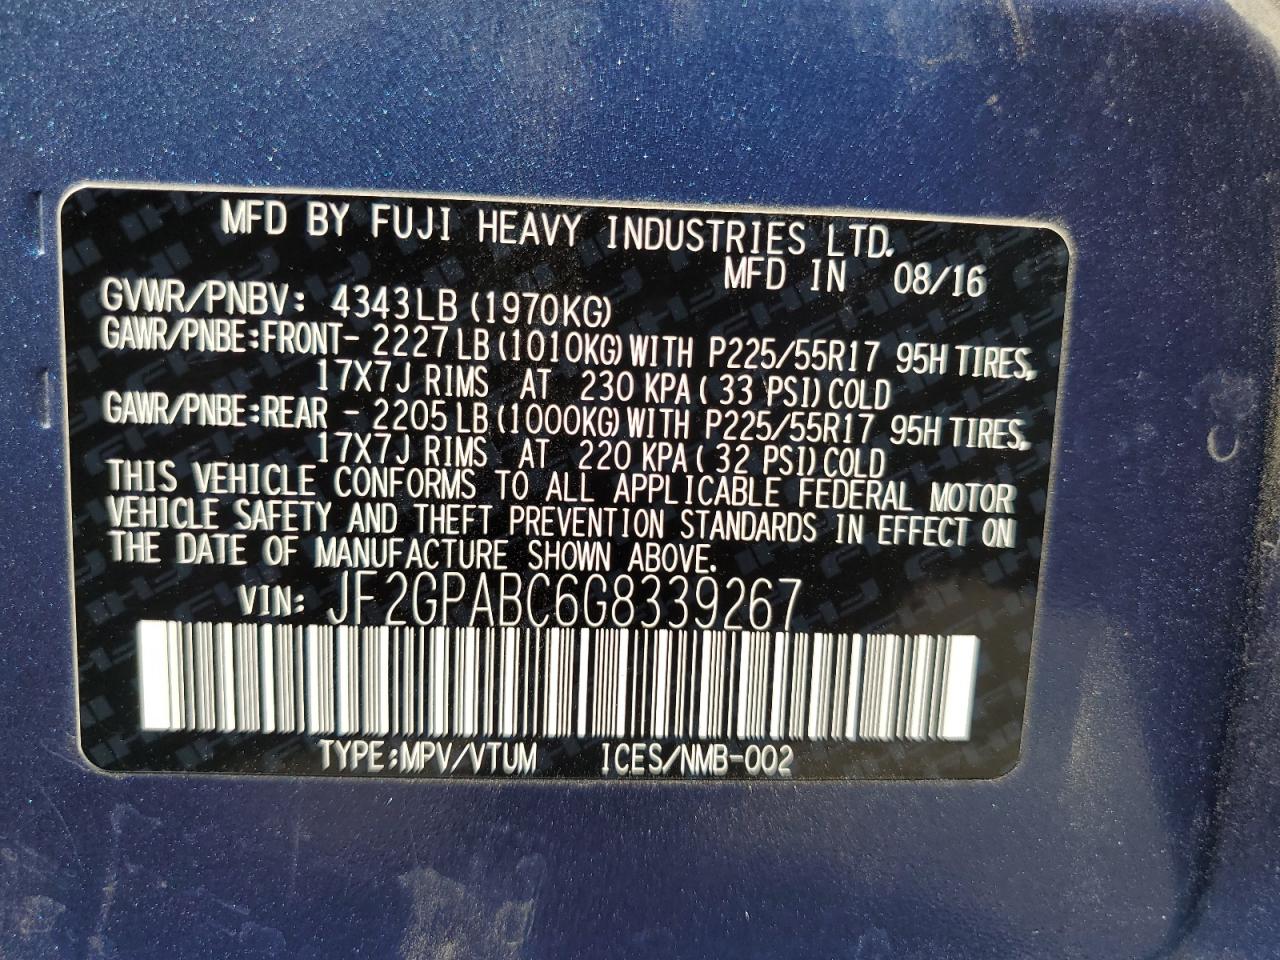 MFD BY FUJI HEAVY INDUSTRIES LTD.
MFD IN 08/16
GVWR/PNBV: 4343LB (1970KG)
GAWR/PNBE:FRONT- 2227LB(1010KG)WITH P225/55R17 95H TIRES,
17X7J RIMS AT 230 KPA( 33 PSI)COLD
GAWR/PNBE:REAR - 2205LB(1000KG)WITH P225/55R17 95H TIRES,
17X7J RIMS AT 220 KPA( 32 PSI)COLD
THIS VEHICLE CONFORMS TO ALL APPLICABLE FEDERAL MOTOR
VEHICLE SAFETY AND THEFT PREVENTION STANDARDS IN EFFECT ON
THE DATE OF MANUFACTURE SHOWN ABOVE.
VIN: JF2GPABC6G8339267
TYPE:MPV/VTUM ICES/NMB-002